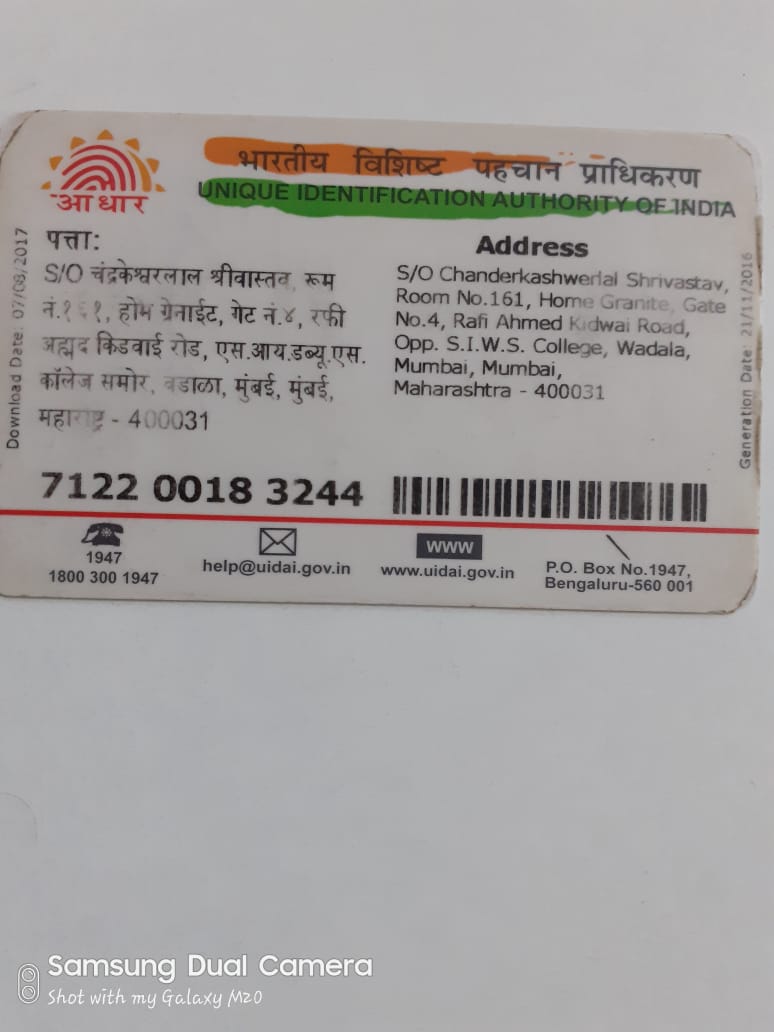 आधार
भारतीय विशिष्ट पहचान प्राधिकरण
UNIQUE IDENTIFICATION AUTHORITY OF INDIA
Download Date: 07/08/2017
पत्ता:
S/O चंद्रकेश्वरलाल श्रीवास्तव, रूम
नं.१६१, होम ग्रेनाईट, गेट नं.४, रफी
अह्मद किडवाई रोड, एस.आय.डब्यू.एस.
कॉलेज समोर, वडाळा, मुंबई, मुंबई,
महाराष्ट्र - 400031
Address
S/O Chanderkashwerlal Shrivastav,
Room No.161, Home Granite, Gate
No.4, Rafi Ahmed Kidwai Road,
Opp. S.I.W.S. College, Wadala,
Mumbai, Mumbai,
Maharashtra - 400031
Generation Date: 21/11/2016
7122 0018 3244
1947
1800 300 1947
help@uidai.gov.in
www
www.uidai.gov.in
P.O. Box No.1947,
Bengaluru-560 001
Samsung Dual Camera
Shot with my Galaxy M20